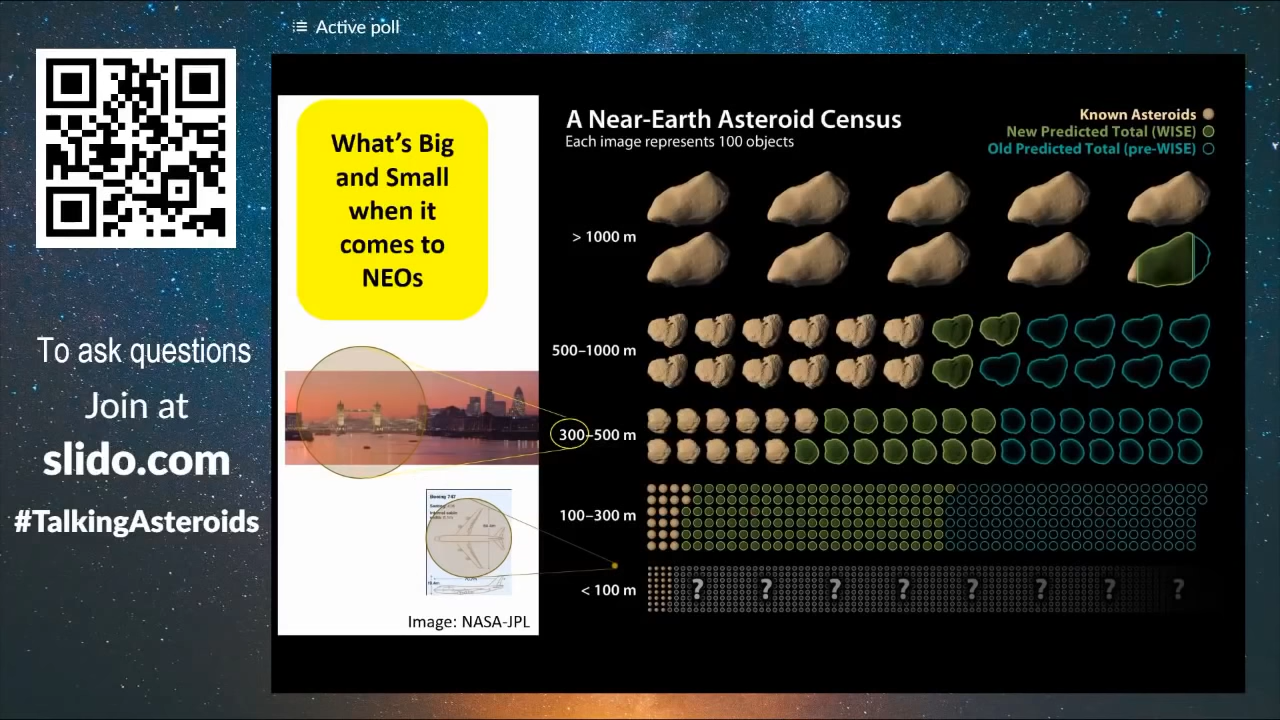 Active poll
To ask questions
Join at
slido.com
#TalkingAsteroids
What's Big
and Small
when it
comes to
NEOs
Boeing 747
Image: NASA-JPL
A Near-Earth Asteroid Census
Each image represents 100 objects
Known Asteroids
New Predicted Total (WISE)
Old Predicted Total (pre-WISE)
> 1000 m
500–1000 m
300–500 m
100–300 m
< 100 m
? ? ? ? ? ? ? ?